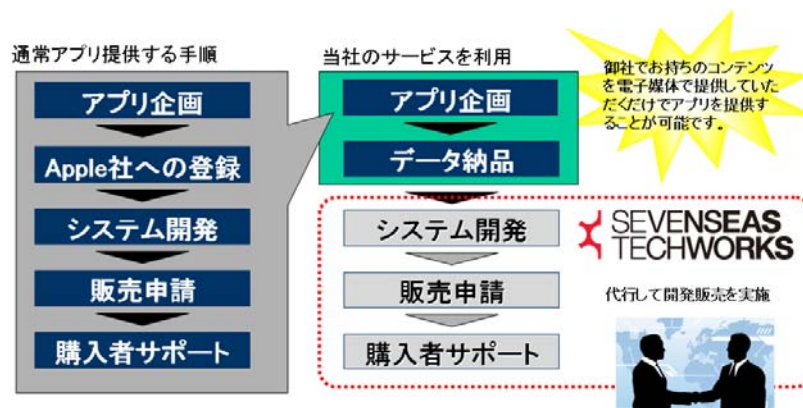 通常アプリ提供する手順
アプリ企画
Apple社への登録
システム開発
販売申請
購入者サポート
当社のサービスを利用
アプリ企画
データ納品
システム開発
販売申請
購入者サポート
御社でお持ちのコンテンツ
を電子媒体で提供していた
だくだけでアプリを提供す
ることが可能です。
SEVENSEAS
TECHWORKS
代行して開発販売を実施